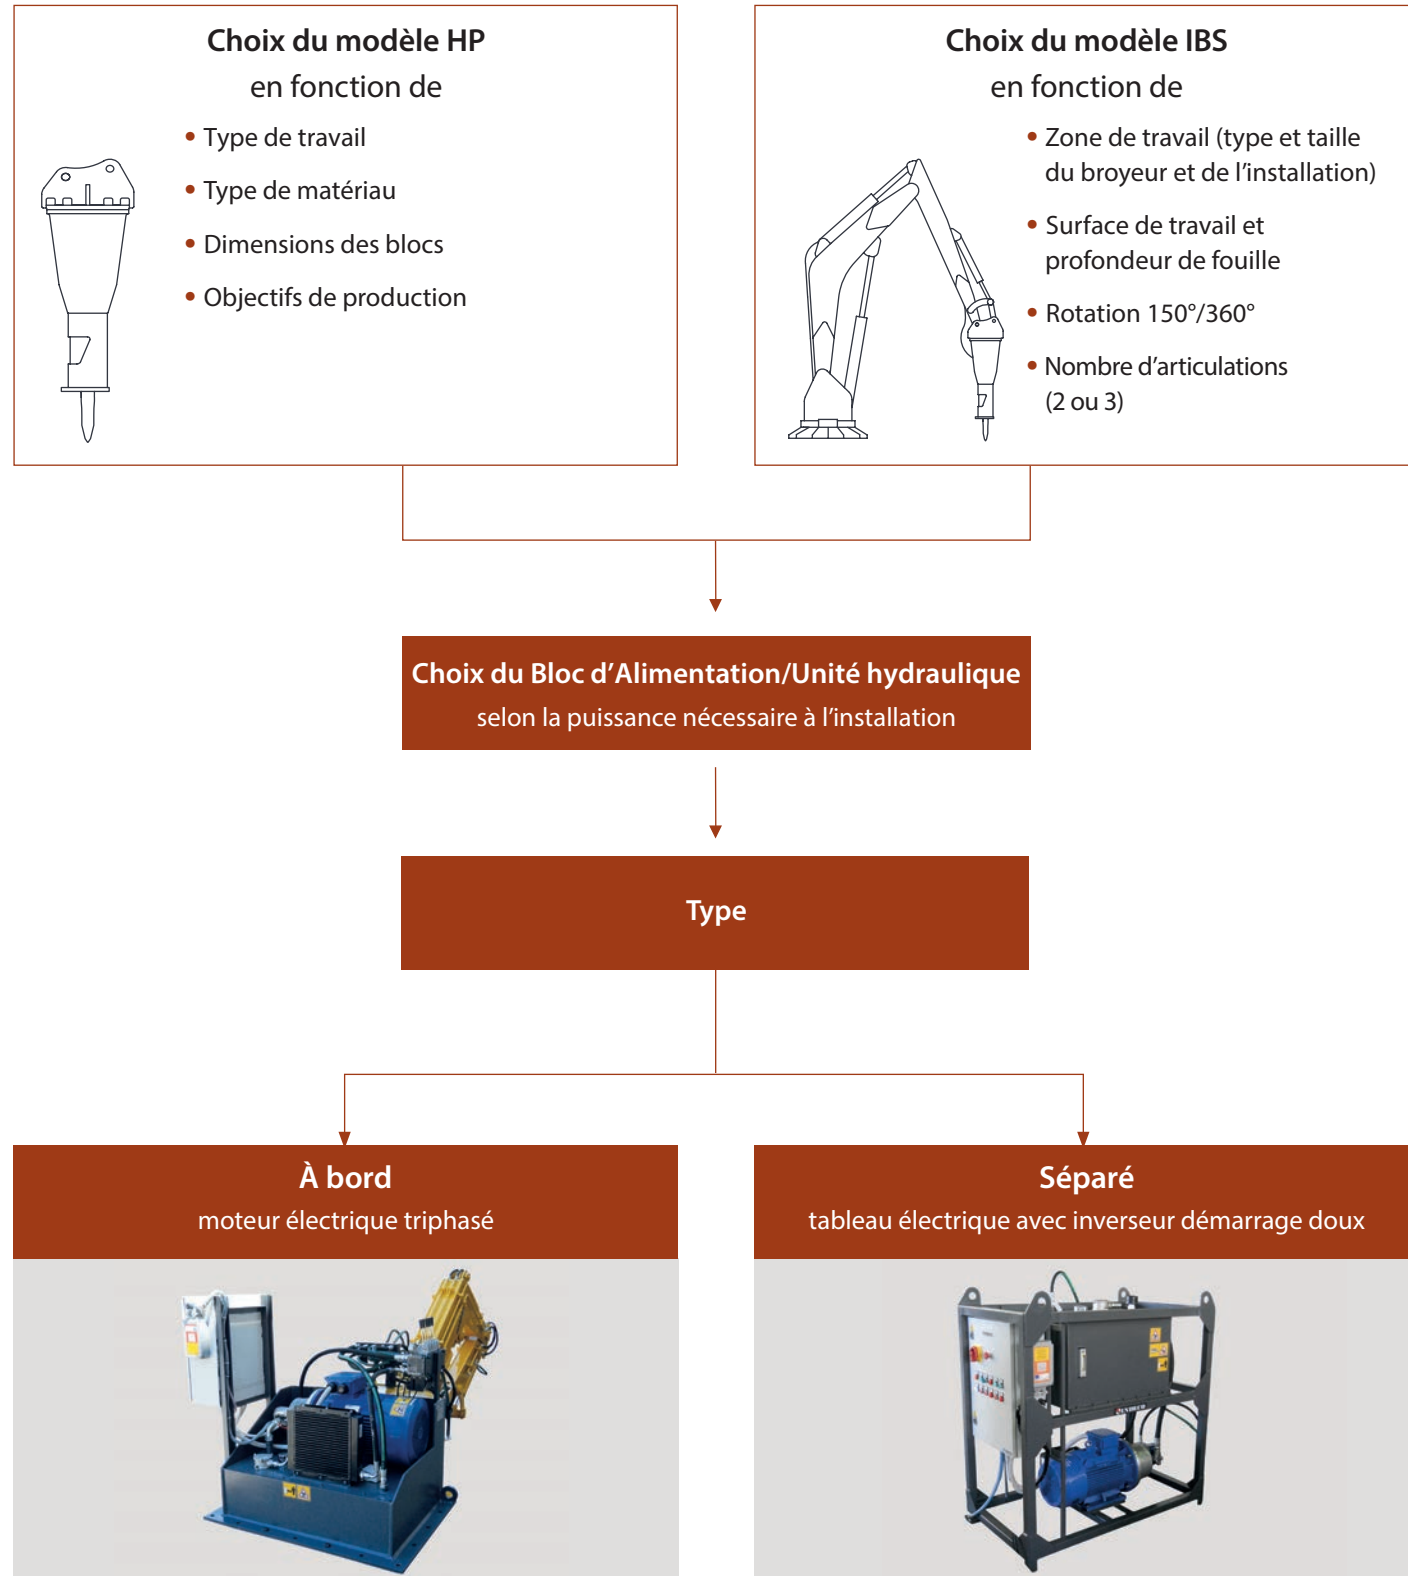 Choix du modèle HP
en fonction de
• Type de travail
• Type de matériau
• Dimensions des blocs
• Objectifs de production
Choix du modèle IBS
en fonction de
• Zone de travail (type et taille
du broyeur et de l’installation)
• Surface de travail et
profondeur de fouille
• Rotation 150°/360°
• Nombre d’articulations
(2 ou 3)
Choix du Bloc d’Alimentation/Unité hydraulique
selon la puissance nécessaire à l’installation
Type
À bord
moteur électrique triphasé
Séparé
tableau électrique avec inverseur démarrage doux